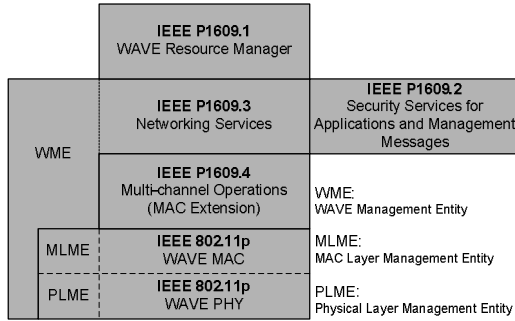 IEEE P1609.1
WAVE Resource Manager
IEEE P1609.3
Networking Services
IEEE P1609.2
Security Services for
Applications and Management
Messages
WME
IEEE P1609.4
Multi-channel Operations
(MAC Extension)
WME:
WAVE Management Entity
MLME
IEEE 802.11p
WAVE MAC
MLME:
MAC Layer Management Entity
PLME
IEEE 802.11p
WAVE PHY
PLME:
Physical Layer Management Entity